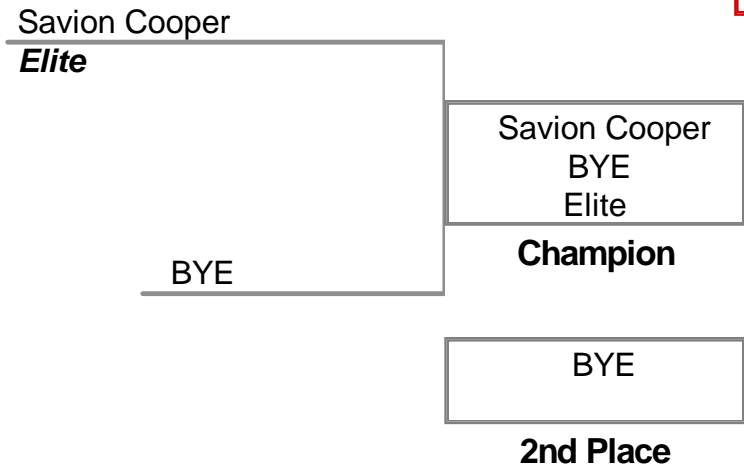 Savion Cooper
Elite
Savion Cooper
BYE
Elite
Champion
BYE
BYE
2nd Place